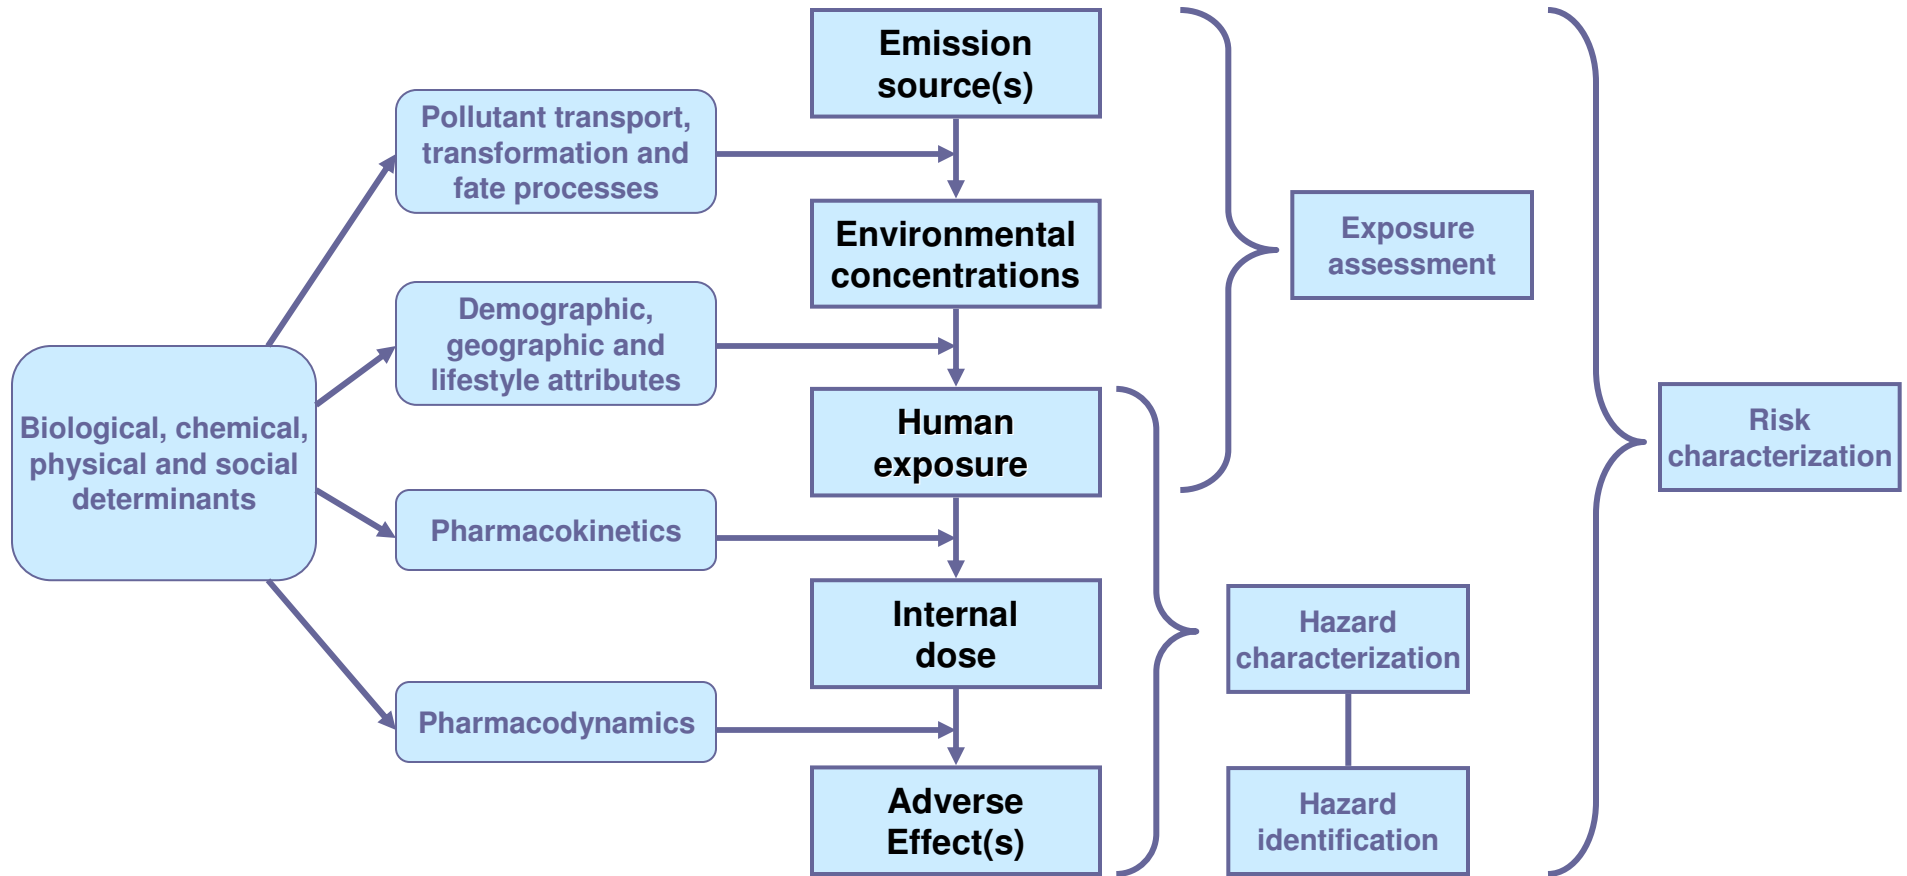 Emission
source(s)
Pollutant transport,
transformation and
fate processes
Environmental
concentrations
Exposure
assessment
Demographic,
geographic and
lifestyle attributes
Biological, chemical,
physical and social
determinants
Human
exposure
Risk
characterization
Pharmacokinetics
Internal
dose
Hazard
characterization
Pharmacodynamics
Adverse
Effect(s)
Hazard
identification